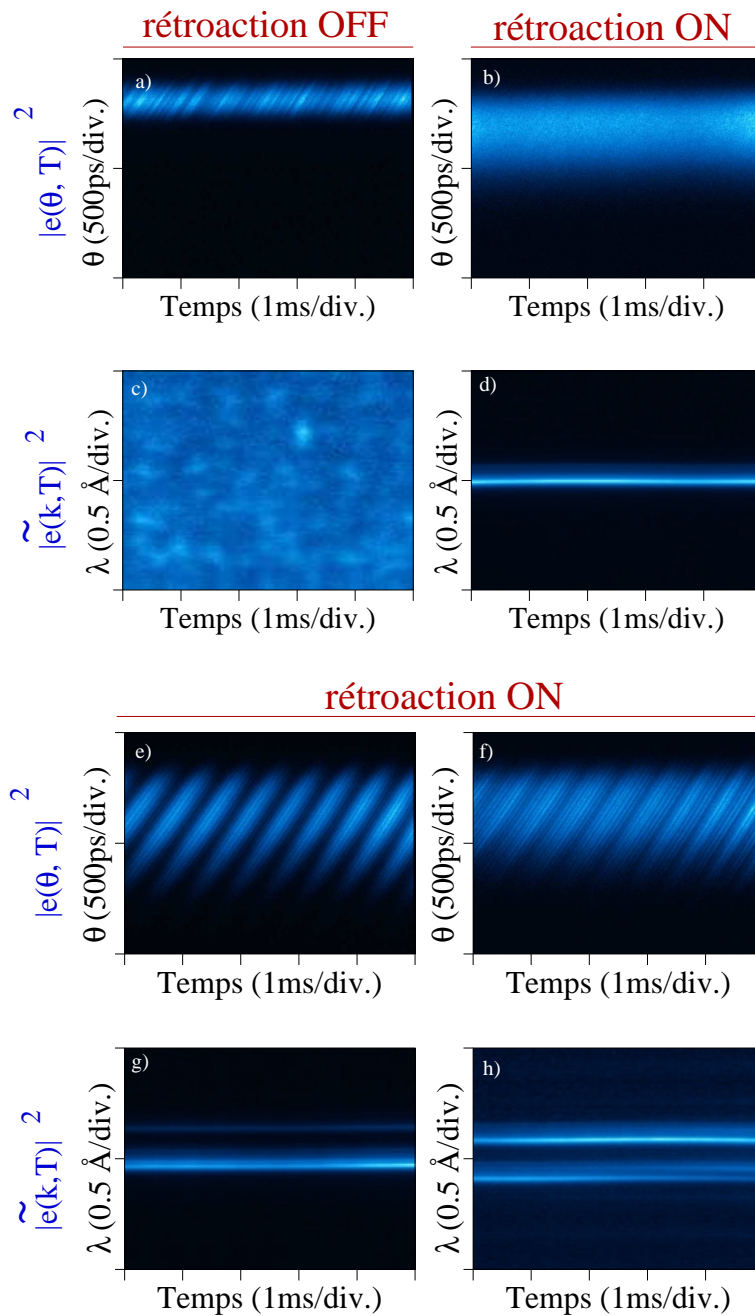 rétroaction OFF
rétroaction ON
a)
b)
|e(θ, T)|²
θ (500ps/div.)
θ (500ps/div.)
Temps (1ms/div.)
Temps (1ms/div.)
c)
d)
|ẽ(k,T)|²
λ (0.5 Å/div.)
λ (0.5 Å/div.)
Temps (1ms/div.)
Temps (1ms/div.)
rétroaction ON
e)
f)
|e(θ, T)|²
θ (500ps/div.)
θ (500ps/div.)
Temps (1ms/div.)
Temps (1ms/div.)
g)
h)
|ẽ(k,T)|²
λ (0.5 Å/div.)
λ (0.5 Å/div.)
Temps (1ms/div.)
Temps (1ms/div.)